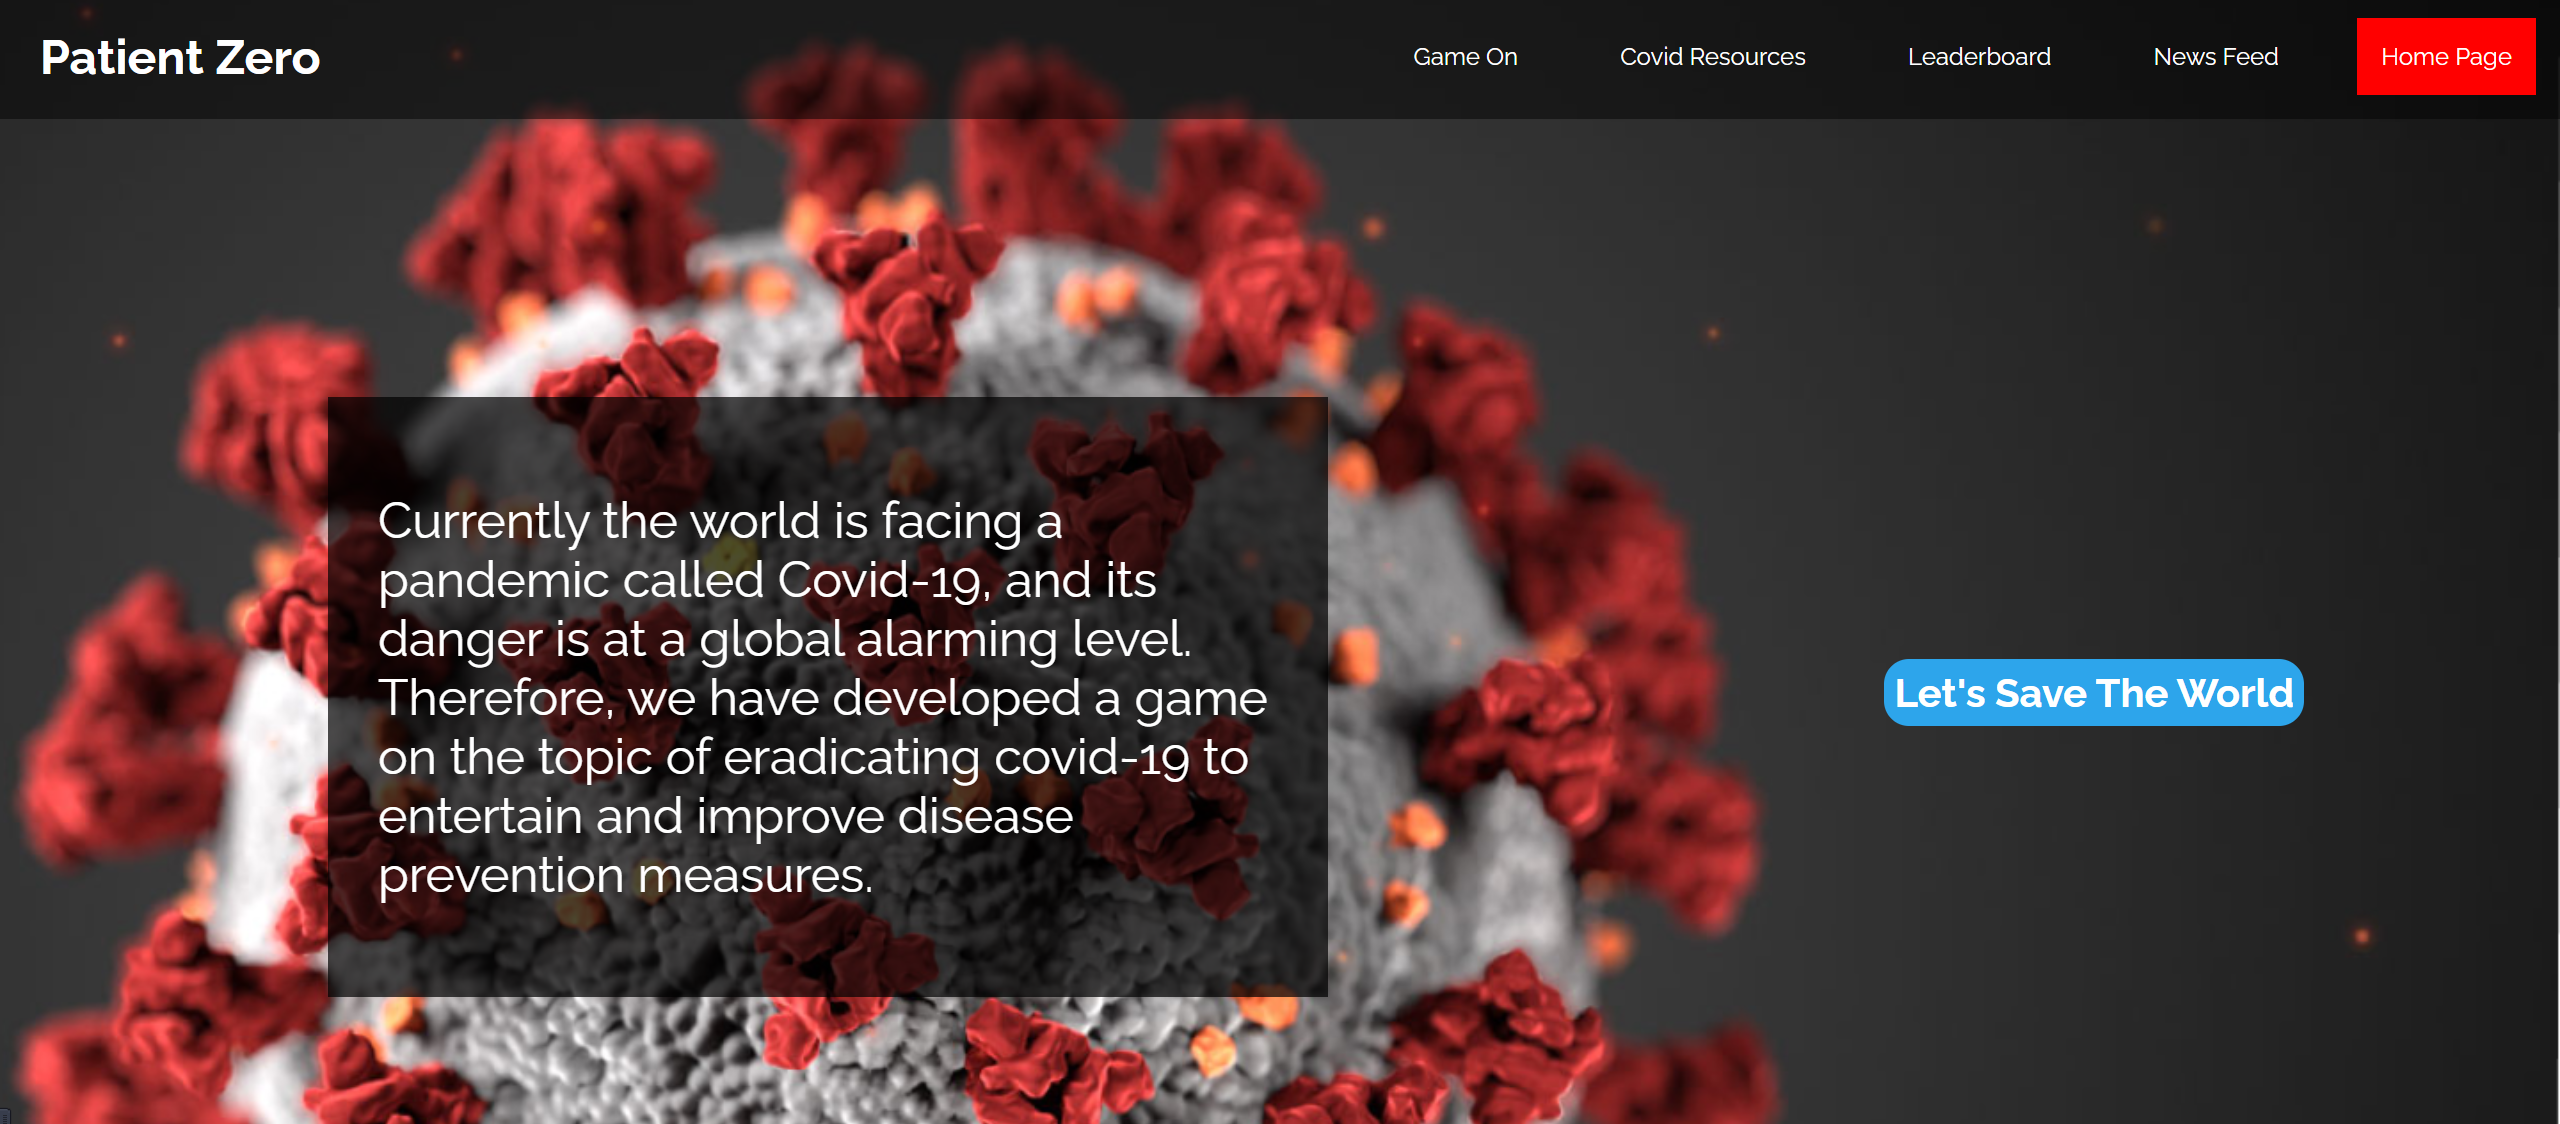 Patient Zero
Game On
Covid Resources
Leaderboard
News Feed
Home Page
Currently the world is facing a
pandemic called Covid-19, and its
danger is at a global alarming level.
Therefore, we have developed a game
on the topic of eradicating covid-19 to
entertain and improve disease
prevention measures.
Let's Save The World